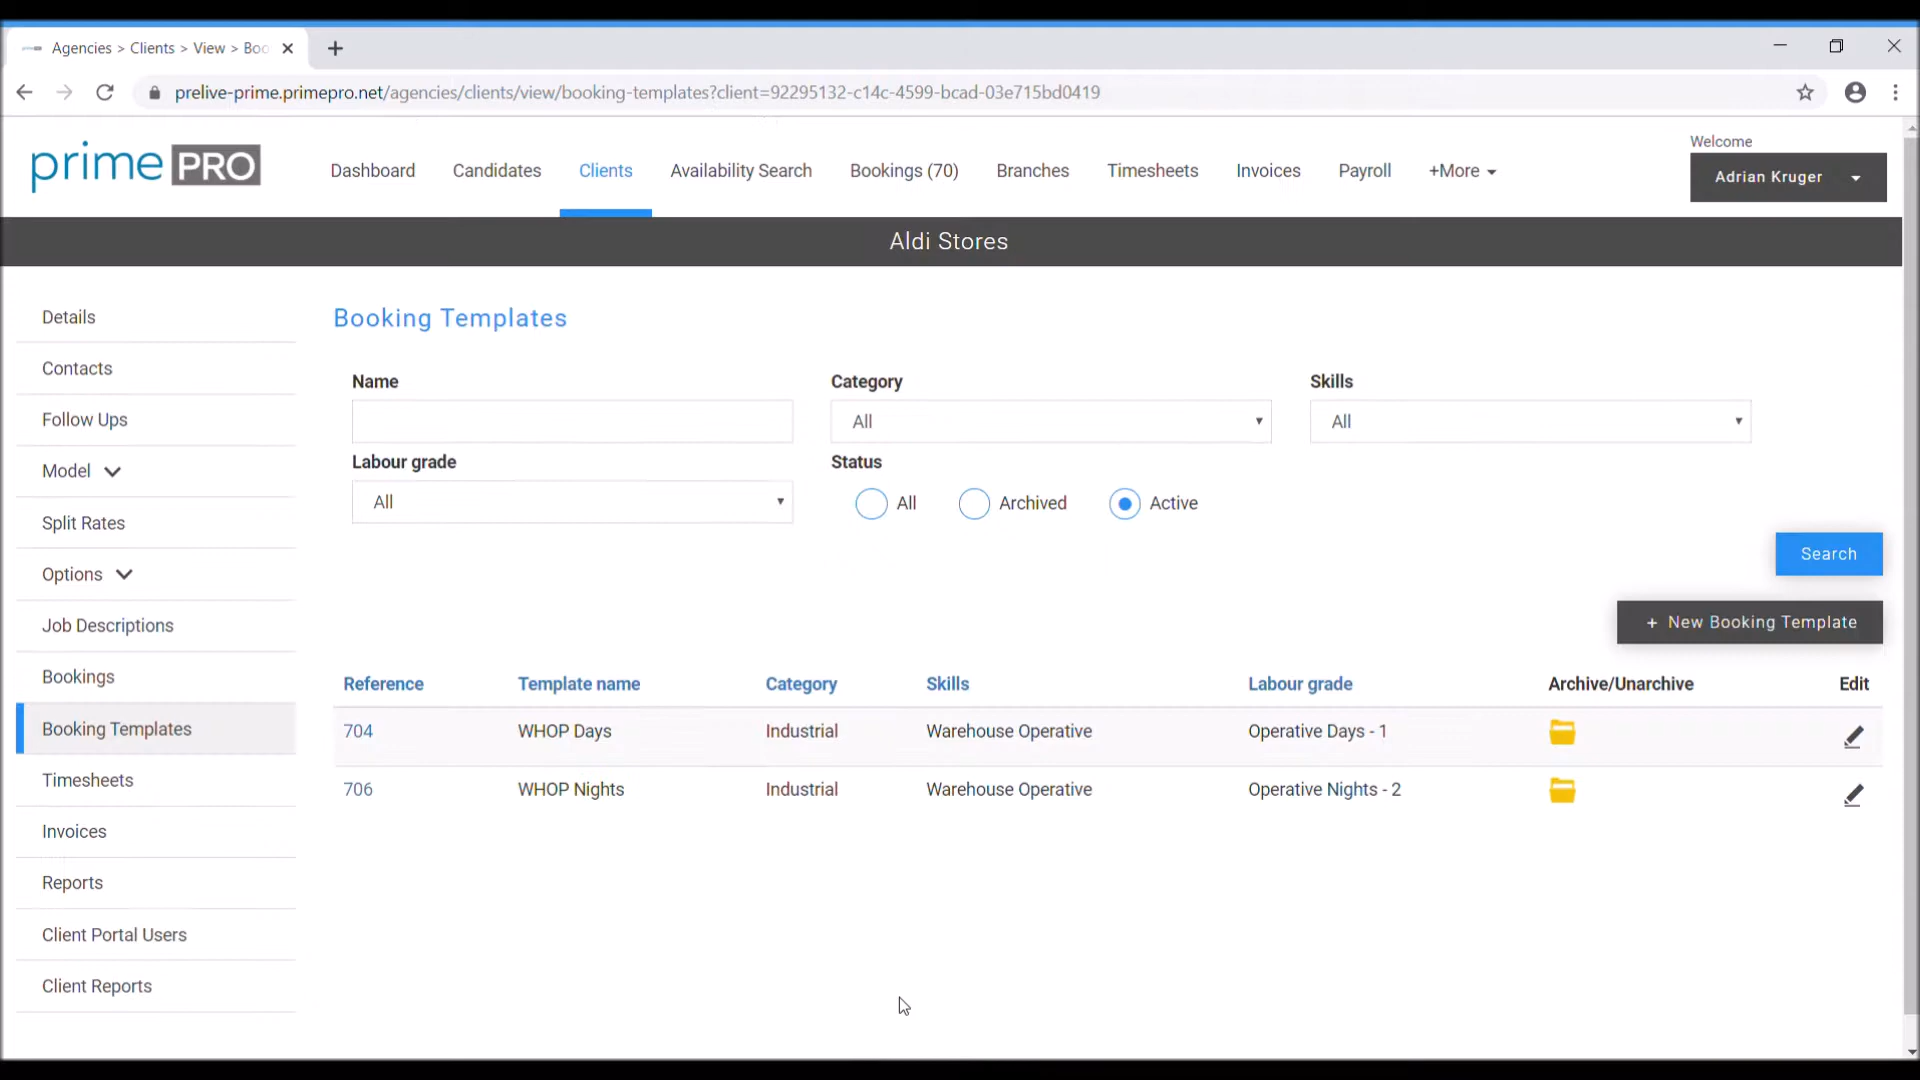 Agencies > Clients > View > Boo
prelive-prime.primepro.net/agencies/clients/view/booking-templates?client=92295132-c14c-4599-bcad-03e715bd0419
prime PRO
Dashboard Candidates Clients Availability Search Bookings (70) Branches Timesheets Invoices Payroll +More
Welcome
Adrian Kruger
Aldi Stores
Details
Contacts
Follow Ups
Model
Split Rates
Options
Job Descriptions
Bookings
Booking Templates
Timesheets
Invoices
Reports
Client Portal Users
Client Reports
Booking Templates
Name Category Skills
All All
Labour grade Status
All All Archived Active
Search
+ New Booking Template
Reference Template name Category Skills Labour grade Archive/Unarchive Edit
704 WHOP Days Industrial Warehouse Operative Operative Days - 1
706 WHOP Nights Industrial Warehouse Operative Operative Nights - 2